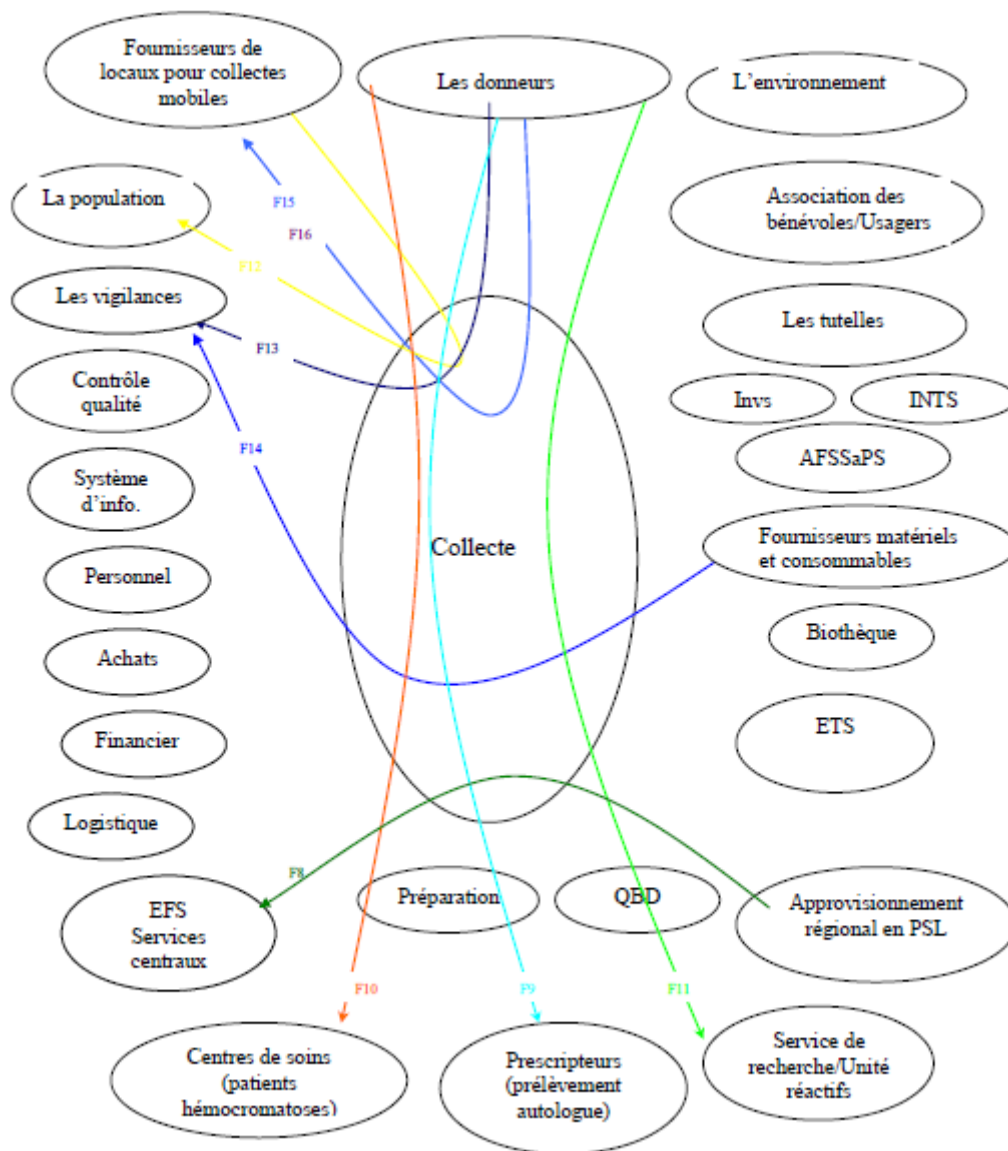 Fournisseurs de
locaux pour collectes
mobiles
Les donneurs
L'environnement
La population
F15
F16
F12
Association des
bénévoles/Usagers
Les vigilances
F13
Les tutelles
Contrôle
qualité
Invs
INTS
F14
AFSSaPS
Système
d'info.
Collecte
Fournisseurs matériels
et consommables
Personnel
Biothèque
Achats
Financier
ETS
Logistique
F8
EFS
Services
centraux
Préparation
QBD
Approvisionnement
régional en PSL
F10
F9
F11
Centres de soins
(patients
hémocromatoses)
Prescripteurs
(prélèvement
autologue)
Service de
recherche/Unité
réactifs